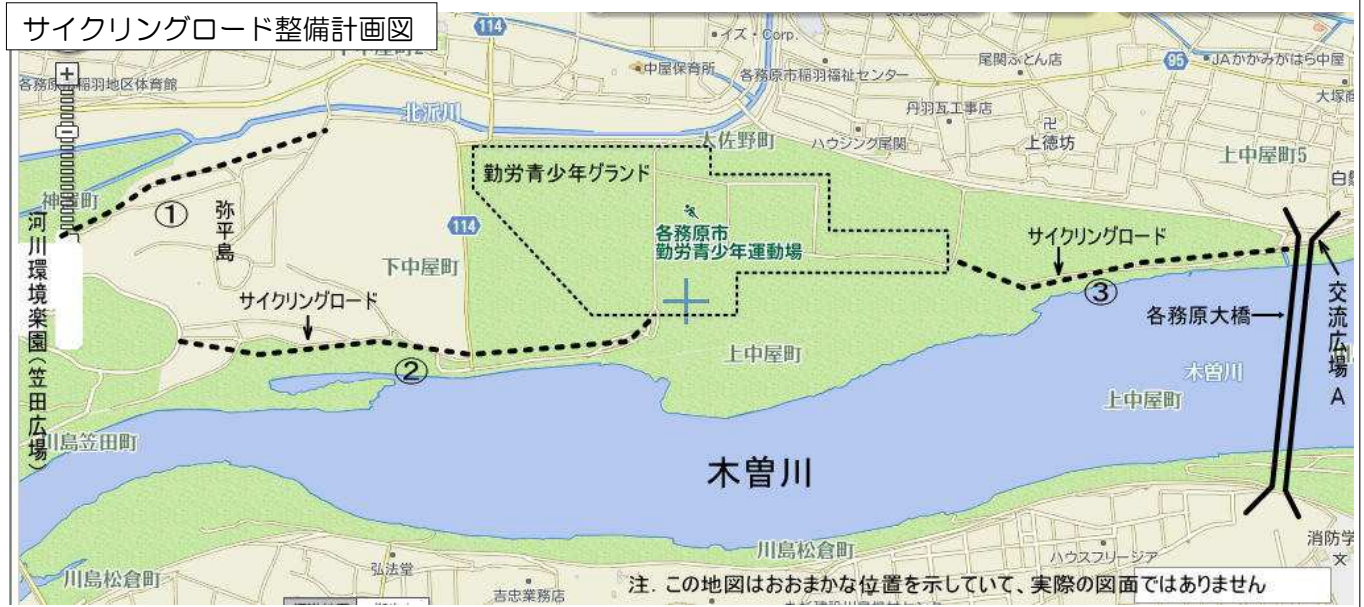 サイクリングロード整備計画図
114
イズ・Corp.
尾関ふとん店
95
JAかかみがはら中屋
中屋保育所
各務原市稲羽福祉センター
大塚商
丹羽瓦工事店
北派川
大佐野町
ハウジング尾関
卍
上徳坊
上中屋町5
勤労青少年グランド
神置町
①
弥平島
114
各務原市
勤労青少年運動場
サイクリングロード
下中屋町
河川環境楽園(笠田広場)
サイクリングロード
③
各務原大橋
交流広場 A
上中屋町
②
木曽川
上中屋町
川島笠田町
木曽川
川島松倉町
ハウスフリージア
消防学
文
川島松倉町
弘法堂
吉忠業務店
注. この地図はおおまかな位置を示していて、実際の図面ではありません